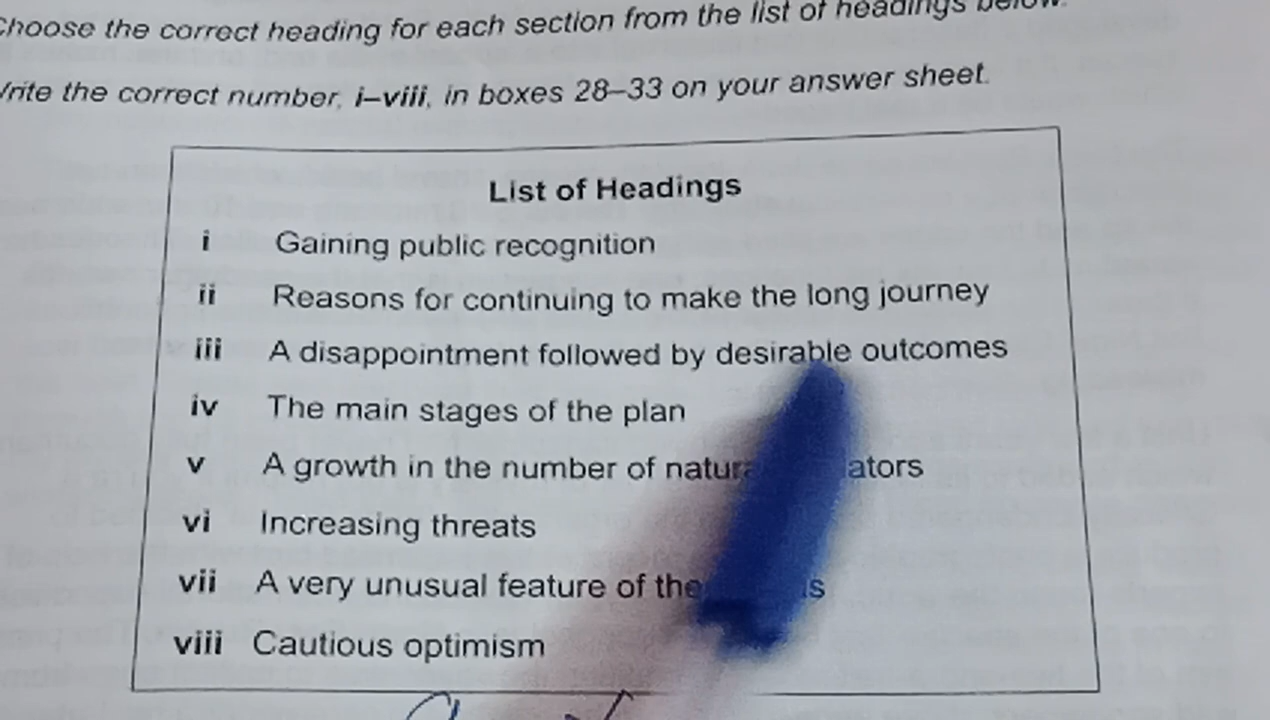 Choose the correct heading for each section from the list of headings below.
Write the correct number, i–viii, in boxes 28–33 on your answer sheet.
List of Headings
i Gaining public recognition
ii Reasons for continuing to make the long journey
iii A disappointment followed by desirable outcomes
iv The main stages of the plan
v A growth in the number of
vi Increasing threats
vii A very unusual feature of the
viii Cautious optimism